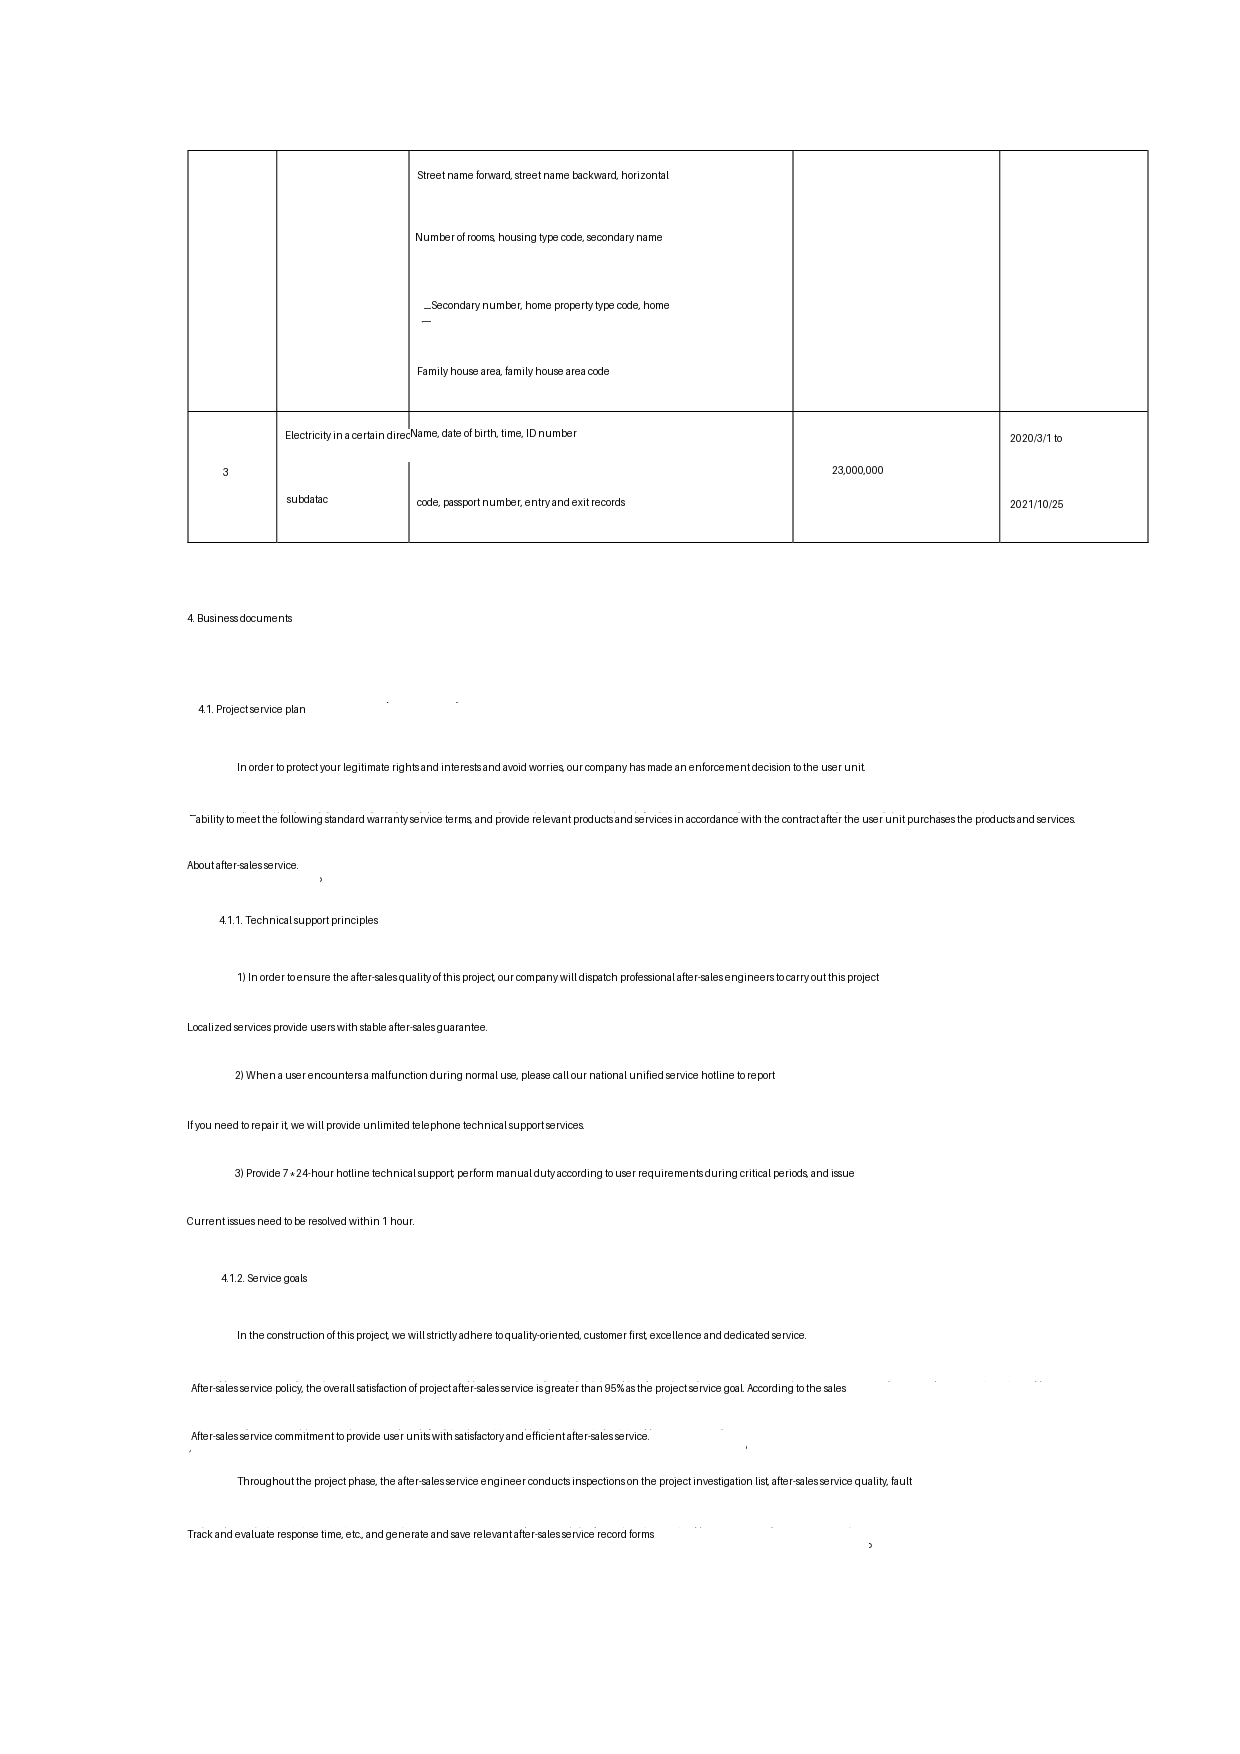 Street name forward, street name backward, horizontal
Number of rooms, housing type code, secondary name
Secondary number, home property type code, home
Family house area, family house area code
3
Electricity in a certain direc
subdatac
Name, date of birth, time, ID number
code, passport number, entry and exit records
23,000,000
2020/3/1 to
2021/10/25
4. Business documents
4.1. Project service plan
In order to protect your legitimate rights and interests and avoid worries, our company has made an enforcement decision to the user unit.
ability to meet the following standard warranty service terms, and provide relevant products and services in accordance with the contract after the user unit purchases the products and services.
About after-sales service.
4.1.1. Technical support principles
1) In order to ensure the after-sales quality of this project, our company will dispatch professional after-sales engineers to carry out this project
Localized services provide users with stable after-sales guarantee.
2) When a user encounters a malfunction during normal use, please call our national unified service hotline to report
If you need to repair it, we will provide unlimited telephone technical support services.
3) Provide 7*24-hour hotline technical support; perform manual duty according to user requirements during critical periods, and issue
Current issues need to be resolved within 1 hour.
4.1.2. Service goals
In the construction of this project, we will strictly adhere to quality-oriented, customer first, excellence and dedicated service.
After-sales service policy, the overall satisfaction of project after-sales service is greater than 95% as the project service goal. According to the sales
After-sales service commitment to provide user units with satisfactory and efficient after-sales service.
Throughout the project phase, the after-sales service engineer conducts inspections on the project investigation list, after-sales service quality, fault
Track and evaluate response time, etc., and generate and save relevant after-sales service record forms